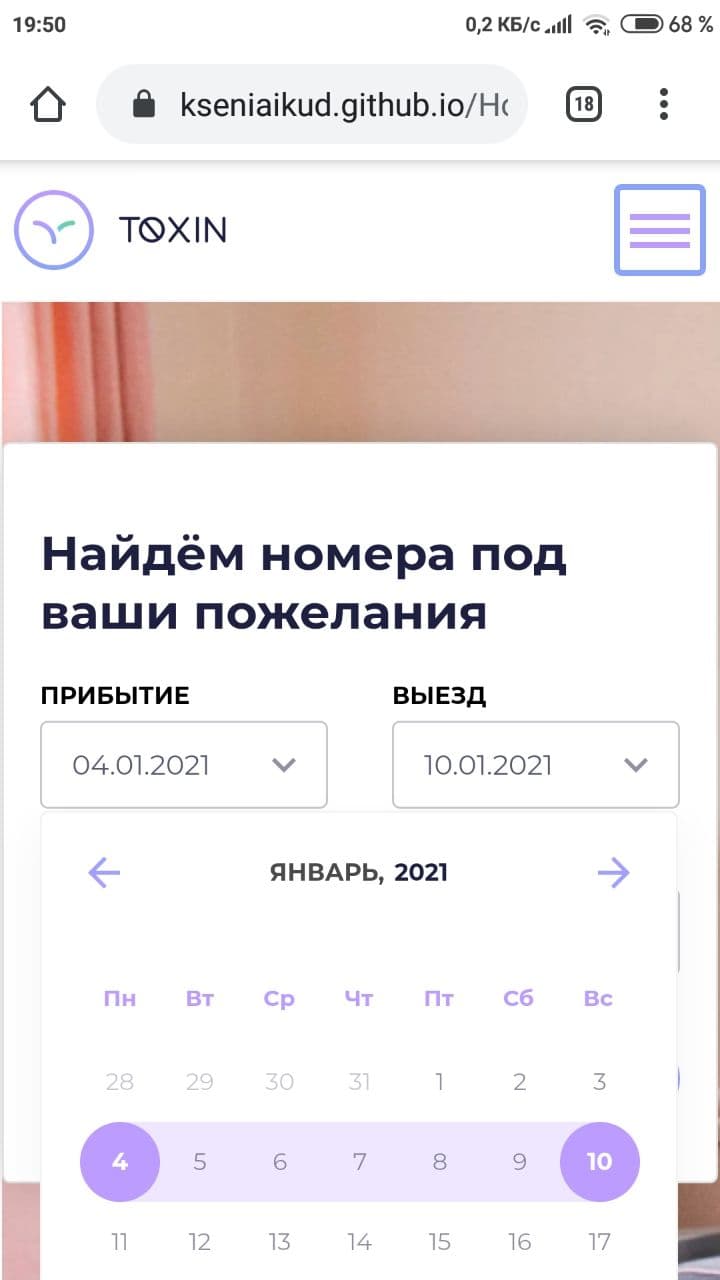 19:50 0,2 КБ/с 68 %
kseniaikud.github.io/Ho
18
TOXIN
Найдём номера под
ваши пожелания
ПРИБЫТИЕ ВЫЕЗД
04.01.2021 10.01.2021
ЯНВАРЬ, 2021
Пн Вт Ср Чт Пт Сб Вс
28 29 30 31 1 2 3
4 5 6 7 8 9 10
11 12 13 14 15 16 17